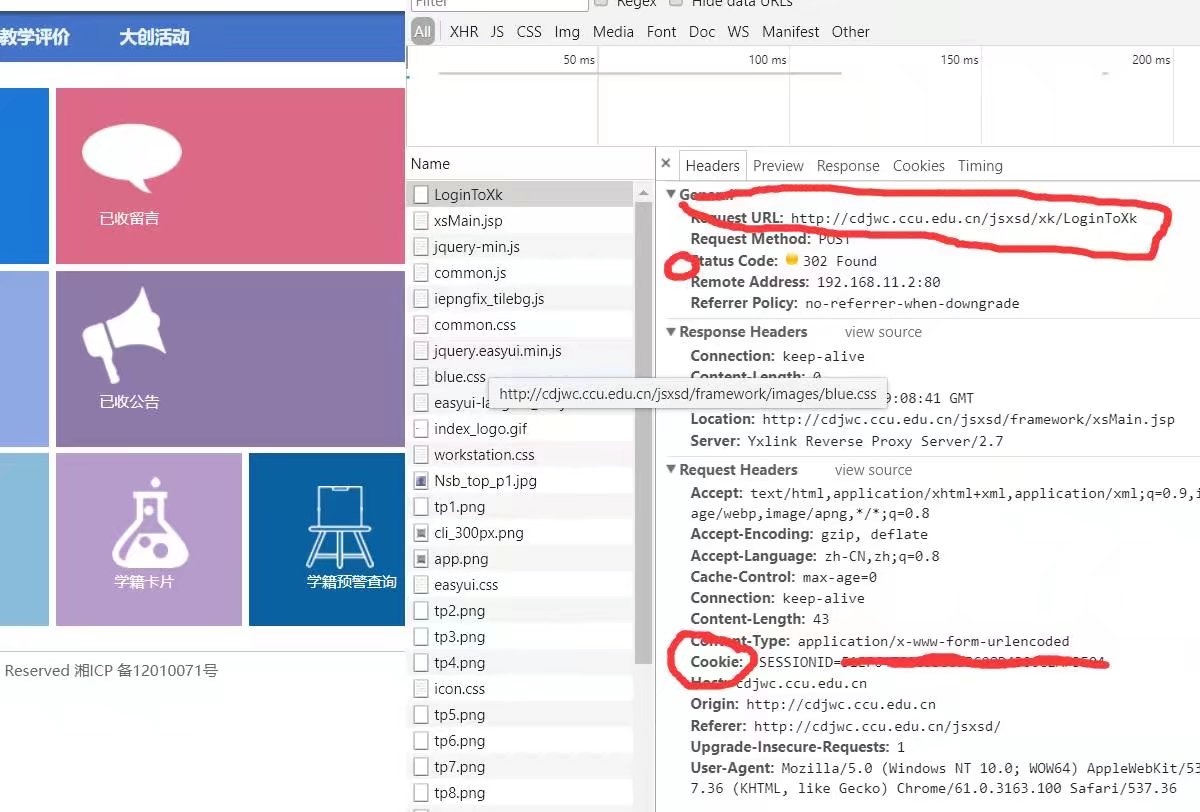 Filter
Regex
Hide data URLs
教学评价
大创活动
All
XHR
JS
CSS
Img
Media
Font
Doc
WS
Manifest
Other
50 ms
100 ms
150 ms
200 ms
已收留言
已收公告
学籍卡片
学籍预警查询
Reserved 湘ICP 备12010071号
Name
LoginToXk
xsMain.jsp
jquery-min.js
common.js
iepngfix_tilebg.js
common.css
jquery.easyui.min.js
blue.css
index_logo.gif
workstation.css
Nsb_top_p1.jpg
tp1.png
cli_300px.png
app.png
easyui.css
tp2.png
tp3.png
tp4.png
icon.css
tp5.png
tp6.png
tp7.png
tp8.png
Headers
Preview
Response
Cookies
Timing
General
Request URL: http://cdjwc.ccu.edu.cn/jsxsd/xk/LoginToXk
Request Method: POST
Status Code: 302 Found
Remote Address: 192.168.11.2:80
Referrer Policy: no-referrer-when-downgrade
Response Headers
view source
Connection: keep-alive
Content-Length: 0
http://cdjwc.ccu.edu.cn/jsxsd/framework/images/blue.css
9:08:41 GMT
Location: http://cdjwc.ccu.edu.cn/jsxsd/framework/xsMain.jsp
Server: Yxlink Reverse Proxy Server/2.7
Request Headers
view source
Accept: text/html,application/xhtml+xml,application/xml;q=0.9,i
age/webp,image/apng,*/*;q=0.8
Accept-Encoding: gzip, deflate
Accept-Language: zh-CN,zh;q=0.8
Cache-Control: max-age=0
Connection: keep-alive
Content-Length: 43
Content-Type: application/x-www-form-urlencoded
Cookie: SESSIONID=
Host: cdjwc.ccu.edu.cn
Origin: http://cdjwc.ccu.edu.cn
Referer: http://cdjwc.ccu.edu.cn/jsxsd/
Upgrade-Insecure-Requests: 1
User-Agent: Mozilla/5.0 (Windows NT 10.0; WOW64) AppleWebKit/53
7.36 (KHTML, like Gecko) Chrome/61.0.3163.100 Safari/537.36